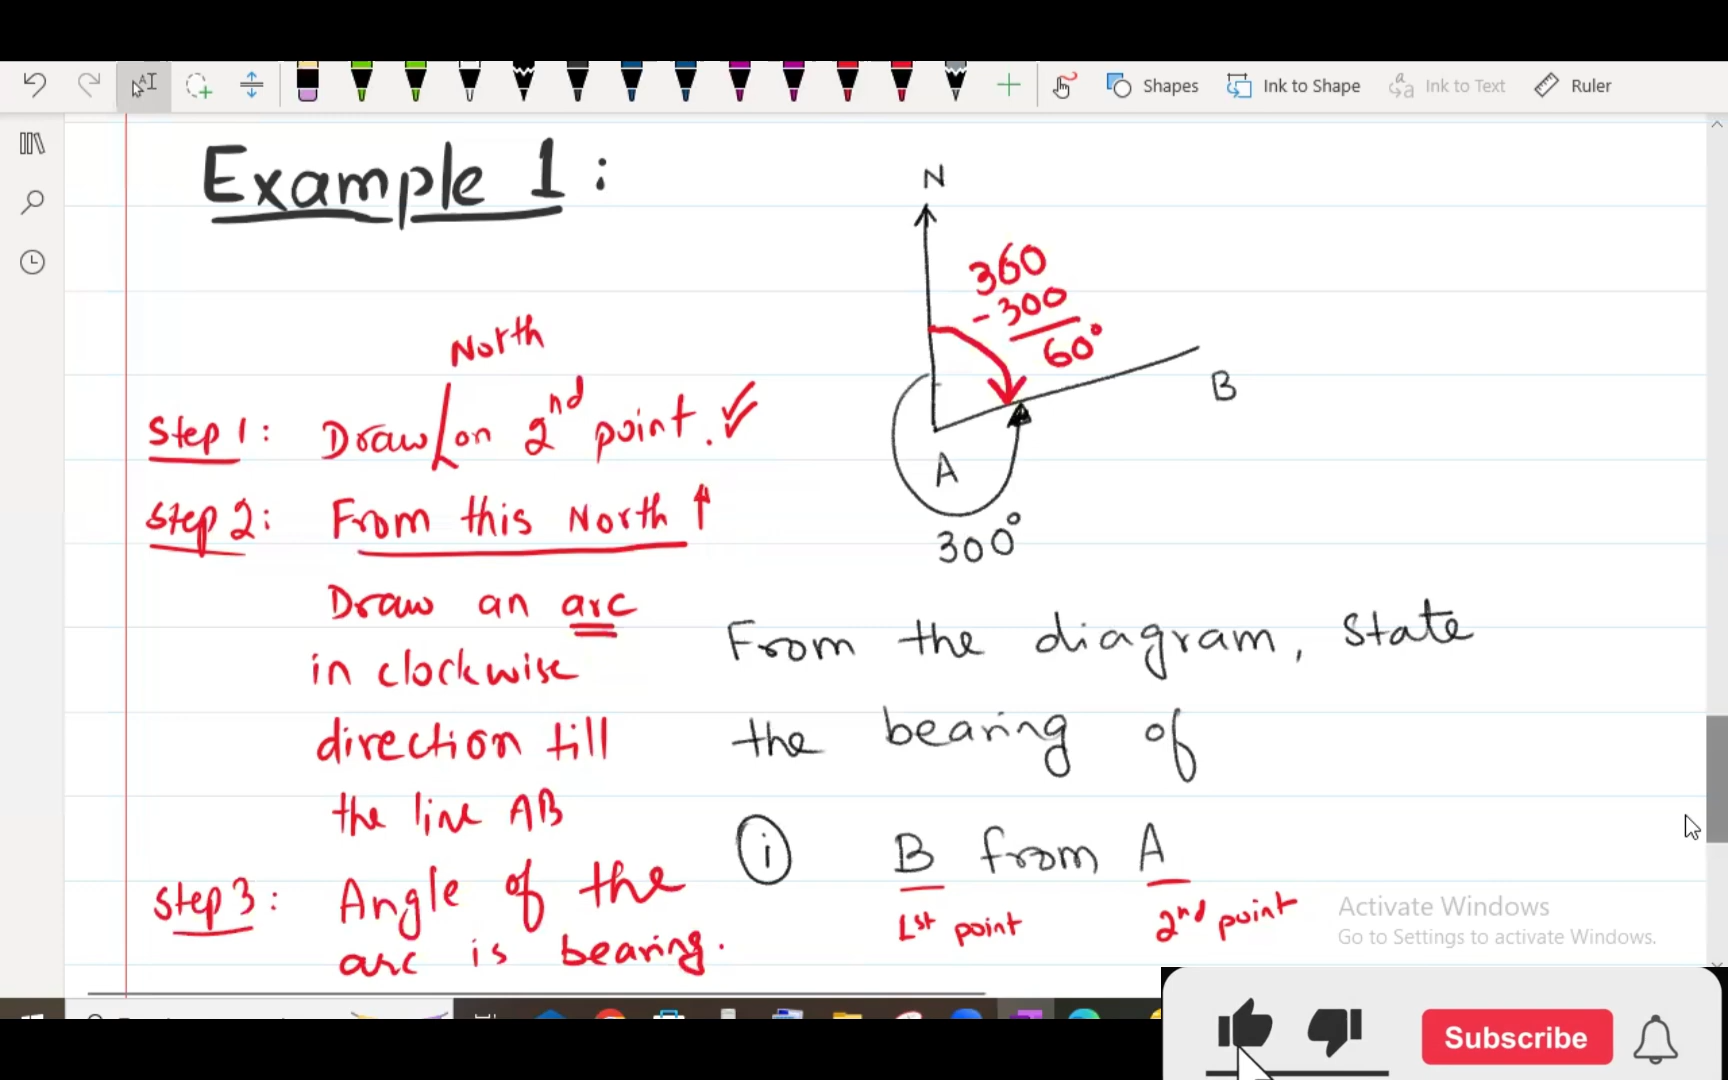 Shapes
Ink to Shape
Ink to Text
Ruler
Example 1:
North
Step 1: Draw on 2nd point.
Step 2: From this North ↑
Draw an arc
in clockwise
direction till
the line AB
Step 3: Angle of the
arc is bearing.
N
360
-300
60°
B
A
300°
From the diagram, state
the bearing of
i B from A
1st point 2nd point
Activate Windows
Go to Settings to activate Windows.
Subscribe